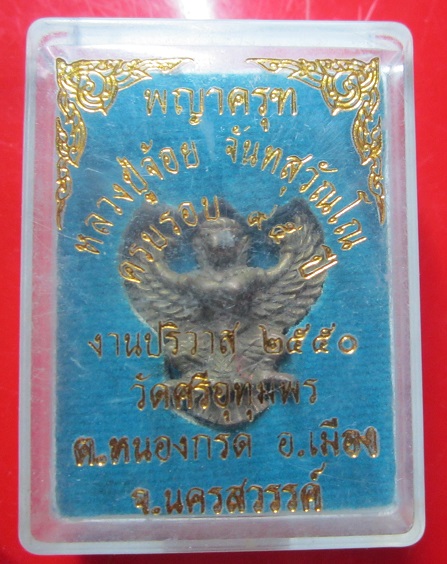 พญาครุฑ
หลวงปู่จ้อย จันทสุวัณโณ
ครบรอบ ๙๕ ปี
งานปริวาส ๒๕๕๐
วัดศรีอุทุมพร
ต.หนองกรด อ.เมือง
จ.นครสวรรค์